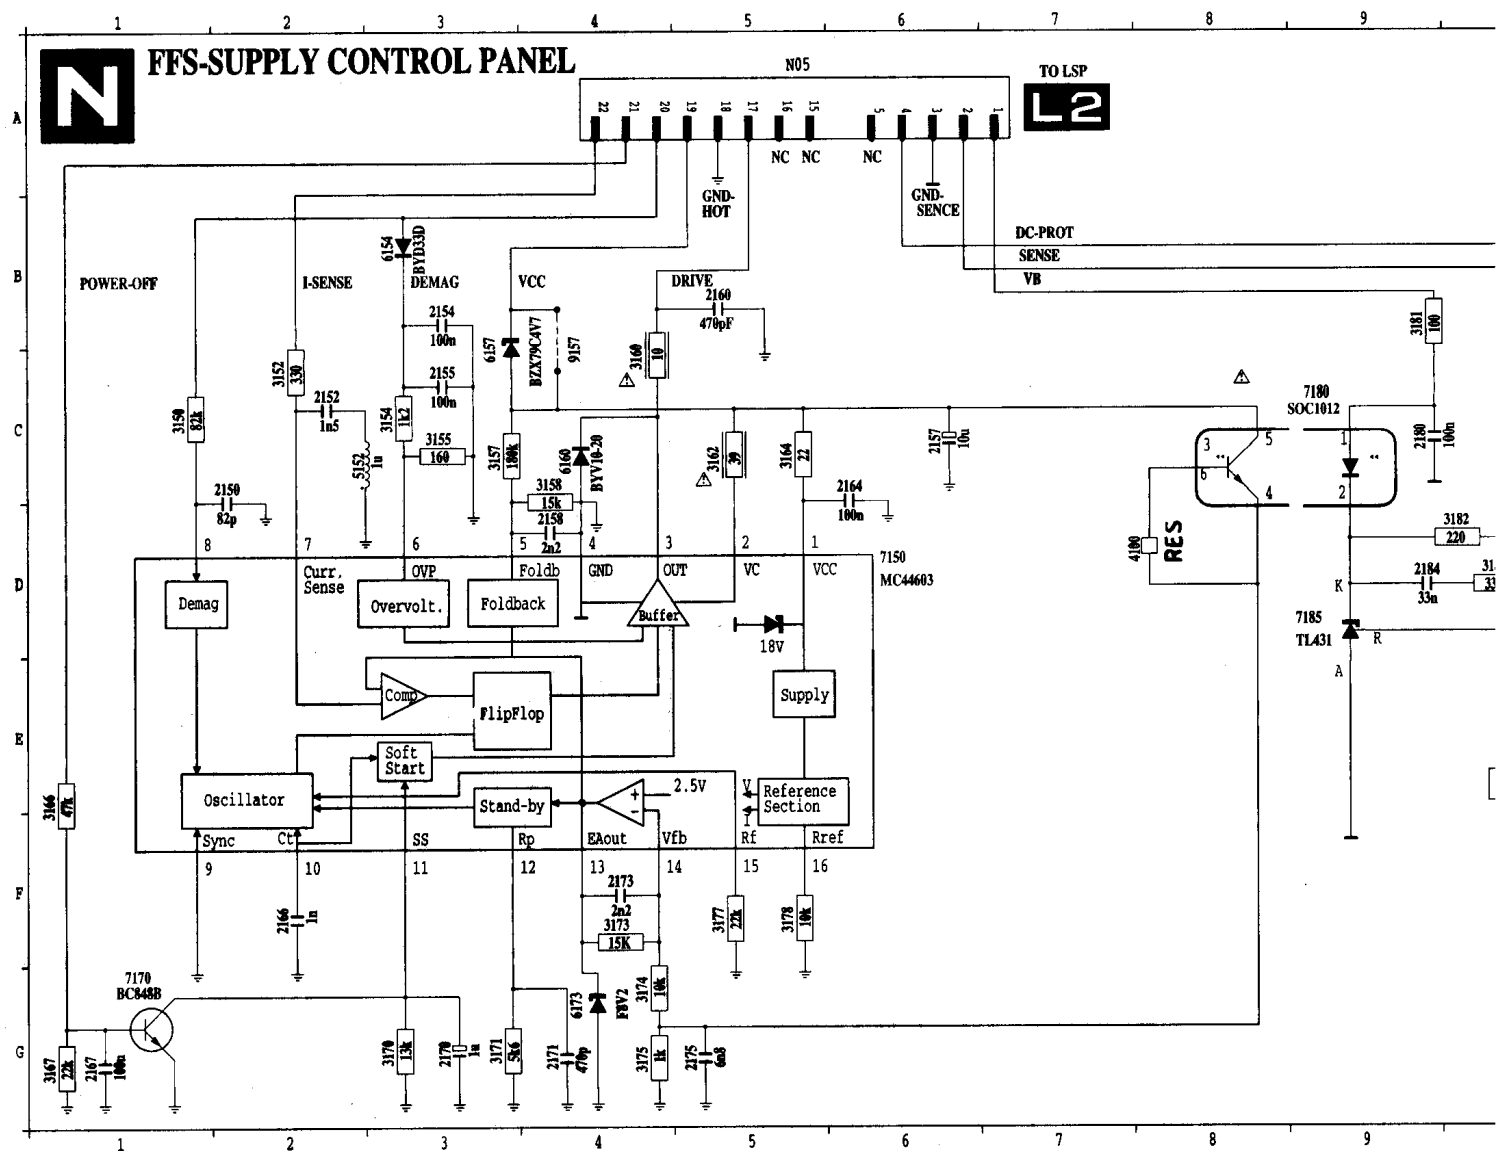 1 2 3 4 5 6 7 8 9
N
FFS-SUPPLY CONTROL PANEL
N05
TO LSP
L2
A
22 21 20 19 18 17 16 15 5 4 3 2 1
NC NC NC
GND-HOT
GND-SENCE
DC-PROT
SENSE
VB
B
POWER-OFF
I-SENSE
6154
BYD33D
DEMAG
VCC
DRIVE
2160
470pF
2154
100n
6157
BZX79C4V7
9157
3160
10
3181
100
3152
330
2155
100n
2152
1n5
C
3150
82k
3154
1k2
5152
1u
3155
160
3157
180k
6160
BYV10-20
3162
39
3164
22
2157
10u
7180
SOC1012
2180
100n
3
5
6
4
1
2
3158
15k
2158
2n2
2164
100n
2150
82p
4100
RES
3182
220
8 7 6 5 4 3 2 1
7150
MC44603
D
Demag
Curr.
Sense
OVP
Overvolt.
Foldb
Foldback
GND
OUT
Buffer
VC
VCC
18V
2184
33n
K
7185
TL431
R
A
Comp
FlipFlop
Supply
E
Soft
Start
Oscillator
Stand-by
+
-
2.5V
V
I
Reference
Section
3166
47k
Sync
Ct
SS
Rp
EAout
Vfb
Rf
Rref
9 10 11 12 13 14 15 16
F
2166
1n
2173
2n2
3173
15K
3177
22k
3178
10k
7170
BC848B
6173
F8V2
3174
10k
G
3167
22k
2167
100n
3170
13k
2170
1u
3171
5k6
2171
470p
3175
1k
2175
6n8
1 2 3 4 5 6 7 8 9